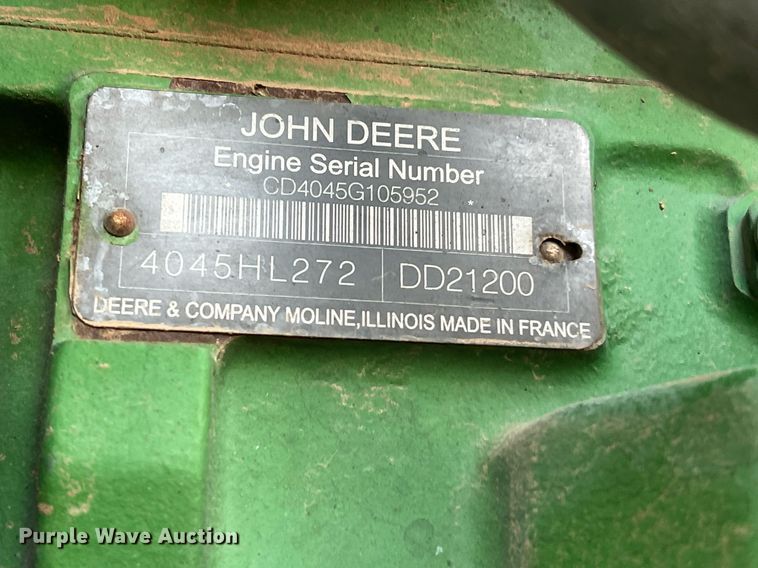 JOHN DEERE
Engine Serial Number
CD4045G105952 *
4045HL272 DD21200
DEERE & COMPANY MOLINE,ILLINOIS MADE IN FRANCE
Purple Wave Auction